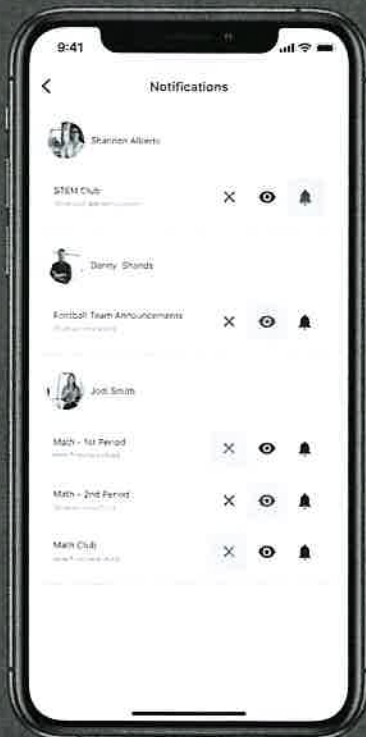 9:41
Notifications
Shannon Alberts
STEM Club
Danny Shands
Football Team Announcements
Jodi Smith
Math - 1st Period
Math - 2nd Period
Math Club